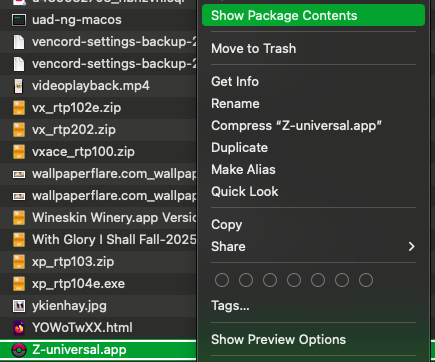 uad-ng-macos
vencord-settings-backup-2
vencord-settings-backup-2
videoplayback.mp4
vx_rtp102e.zip
vx_rtp202.zip
vxace_rtp100.zip
wallpaperflare.com_wallpap
wallpaperflare.com_wallpap
Wineskin Winery.app Versio
With Glory I Shall Fall-2025
xp_rtp103.zip
xp_rtp104e.exe
ykienhay.jpg
YOWoTwXX.html
Z-universal.app
Show Package Contents
Move to Trash
Get Info
Rename
Compress “Z-universal.app”
Duplicate
Make Alias
Quick Look
Copy
Share
Tags...
Show Preview Options